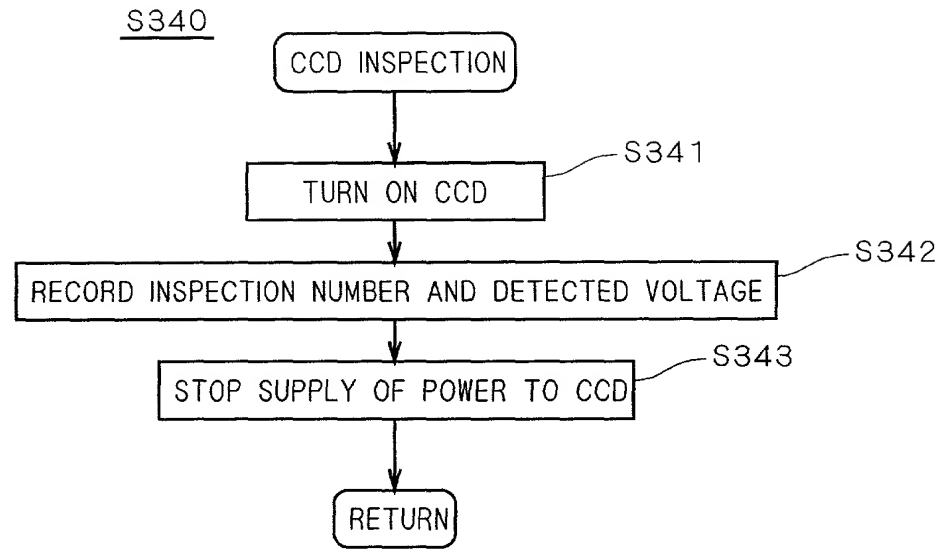 S340
CCD INSPECTION
S341
TURN ON CCD
S342
RECORD INSPECTION NUMBER AND DETECTED VOLTAGE
S343
STOP SUPPLY OF POWER TO CCD
RETURN